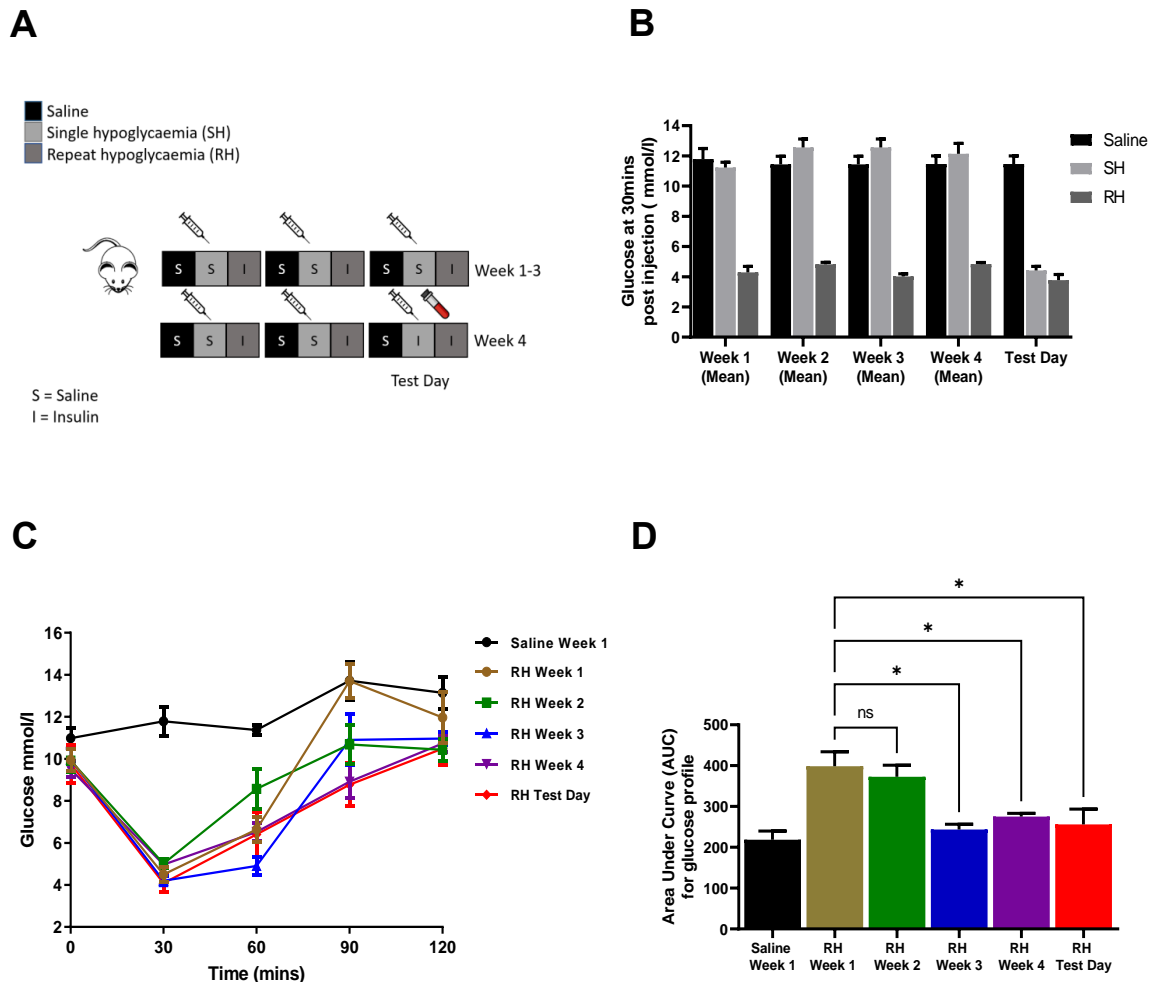 A
Saline
Single hypoglycaemia (SH)
Repeat hypoglycaemia (RH)
S S I S S I S S I Week 1-3
S S I S S I S I I Week 4
Test Day
S = Saline
I = Insulin
B
Glucose at 30mins
post injection ( mmol/l)
14
12
10
8
6
4
2
0
Week 1 Week 2 Week 3 Week 4 Test Day
(Mean) (Mean) (Mean) (Mean)
Saline
SH
RH
C
Glucose mmol/l
16
14
12
10
8
6
4
2
0 30 60 90 120
Time (mins)
Saline Week 1
RH Week 1
RH Week 2
RH Week 3
RH Week 4
RH Test Day
D
*
*
*
ns
Area Under Curve (AUC)
for glucose profile
500
400
300
200
100
0
Saline RH RH RH RH RH
Week 1 Week 1 Week 2 Week 3 Week 4 Test Day